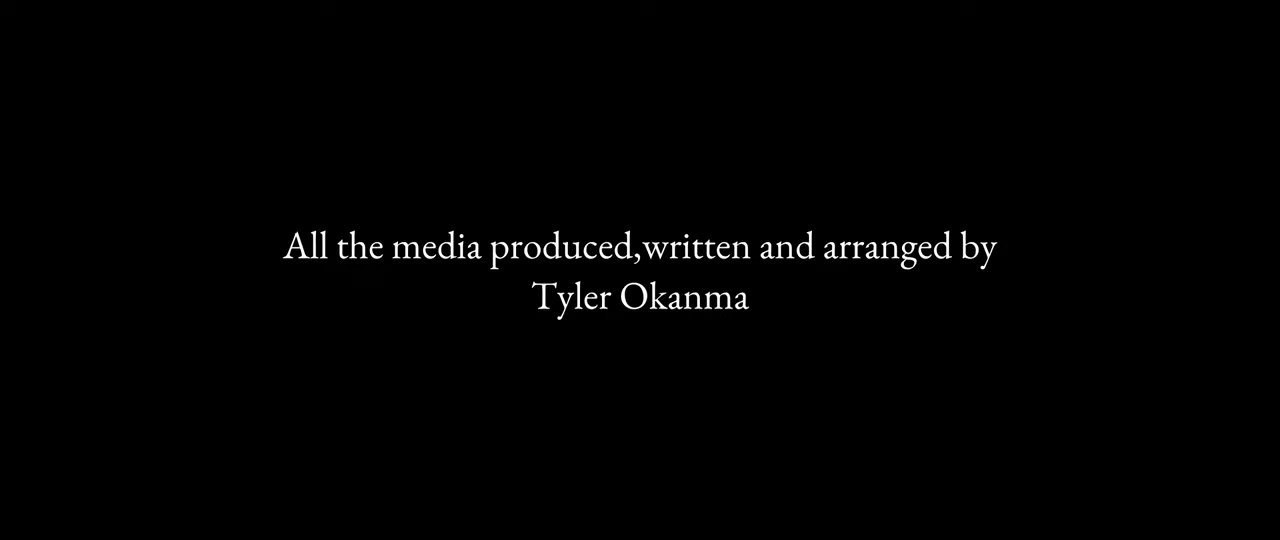 All the media produced,written and arranged by
Tyler Okanma